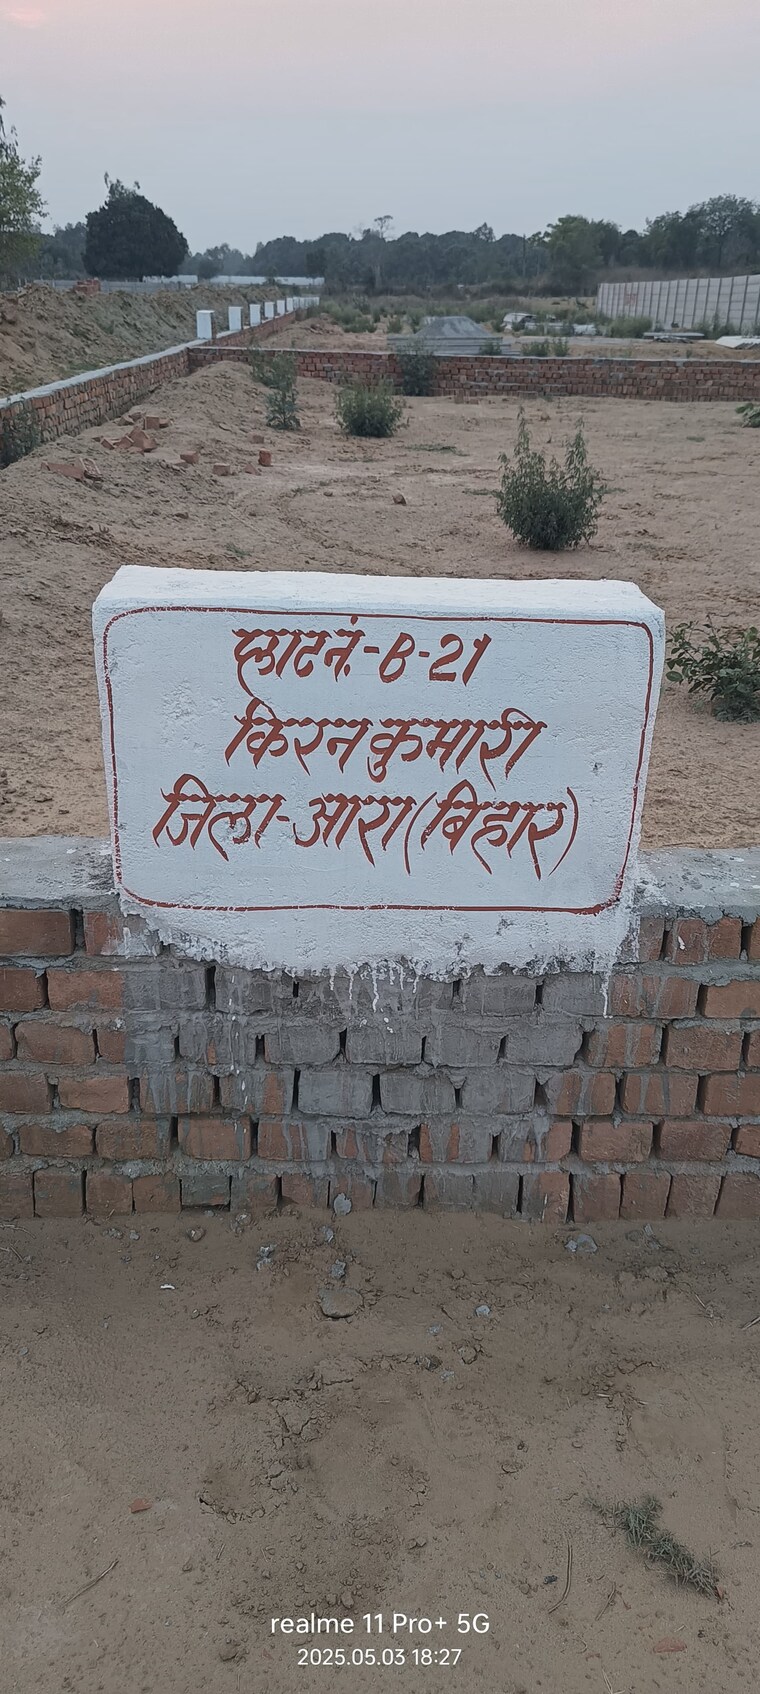 प्लाट नं.-B-21
किरन कुमारी
जिला-आरा (बिहार)
realme 11 Pro+ 5G
2025.05.03 18:27